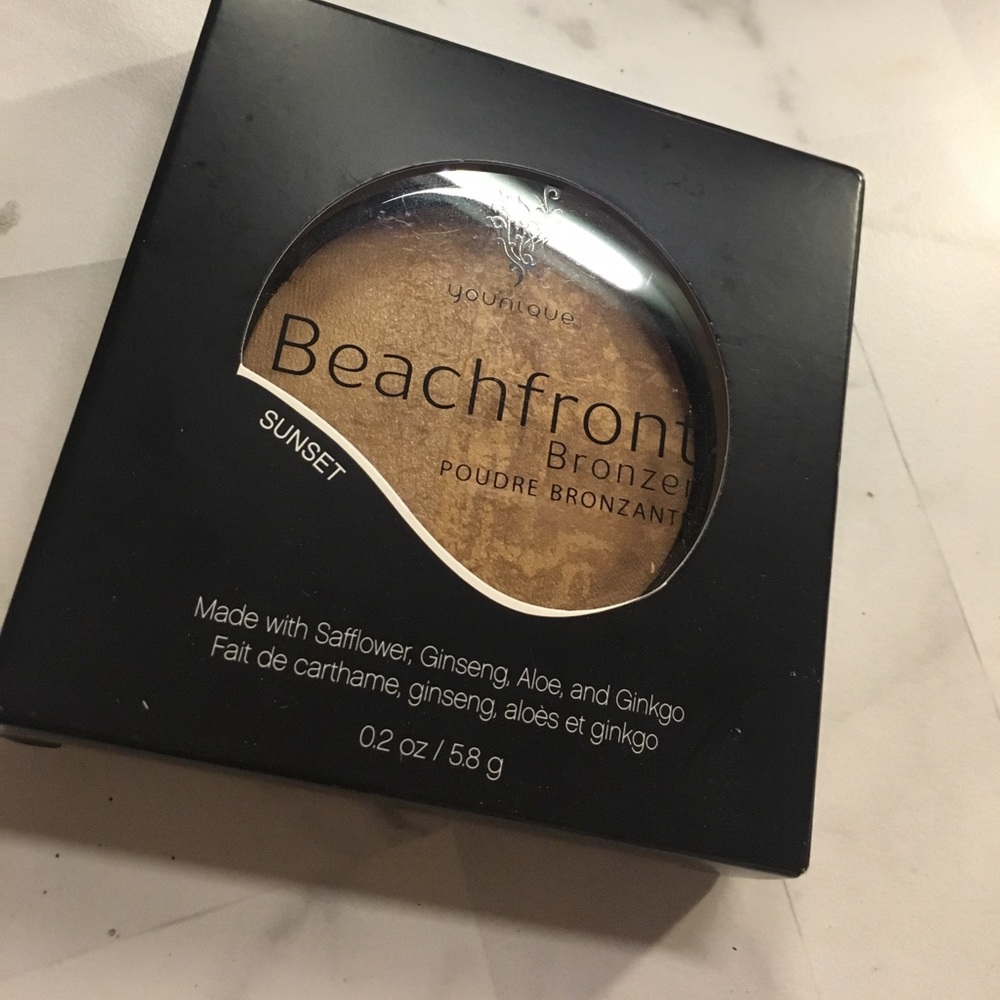 younique
Beachfront
Bronzer
POUDRE BRONZANTE
SUNSET
Made with Safflower, Ginseng, Aloe, and Ginkgo
Fait de carthame, ginseng, aloès et ginkgo
0.2 oz / 5.8 g